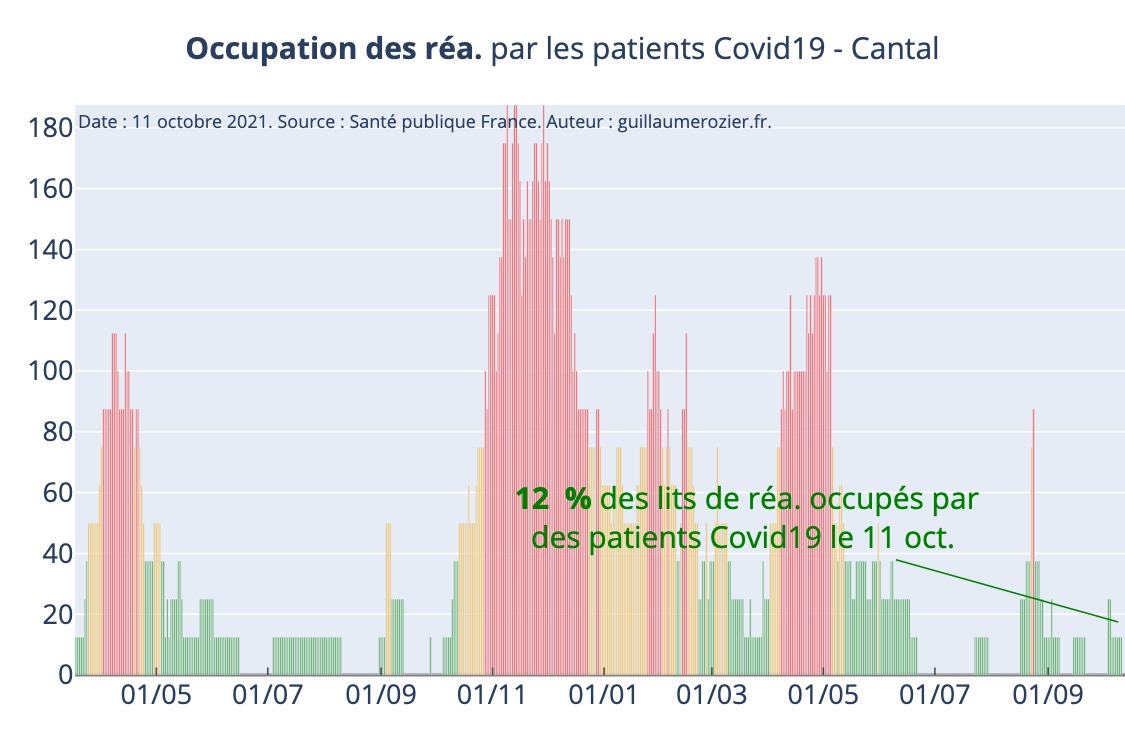 Occupation des réa. par les patients Covid19 - Cantal
180
Date : 11 octobre 2021. Source : Santé publique France. Auteur : guillaumerozier.fr.
160
140
120
100
80
60
12  % des lits de réa. occupés par
des patients Covid19 le 11 oct.
40
20
0
01/05 01/07 01/09 01/11 01/01 01/03 01/05 01/07 01/09